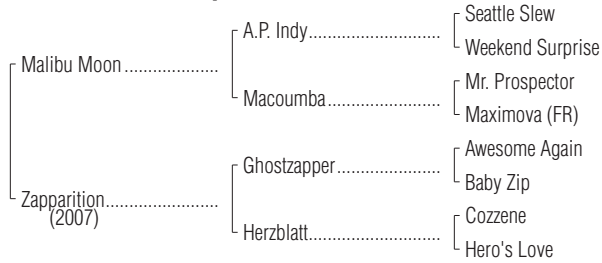 Seattle Slew
A.P. Indy
Weekend Surprise
Malibu Moon
Mr. Prospector
Macoumba
Maximova (FR)
Awesome Again
Ghostzapper
Baby Zip
Zapparition
(2007)
Cozzene
Herzblatt
Hero's Love